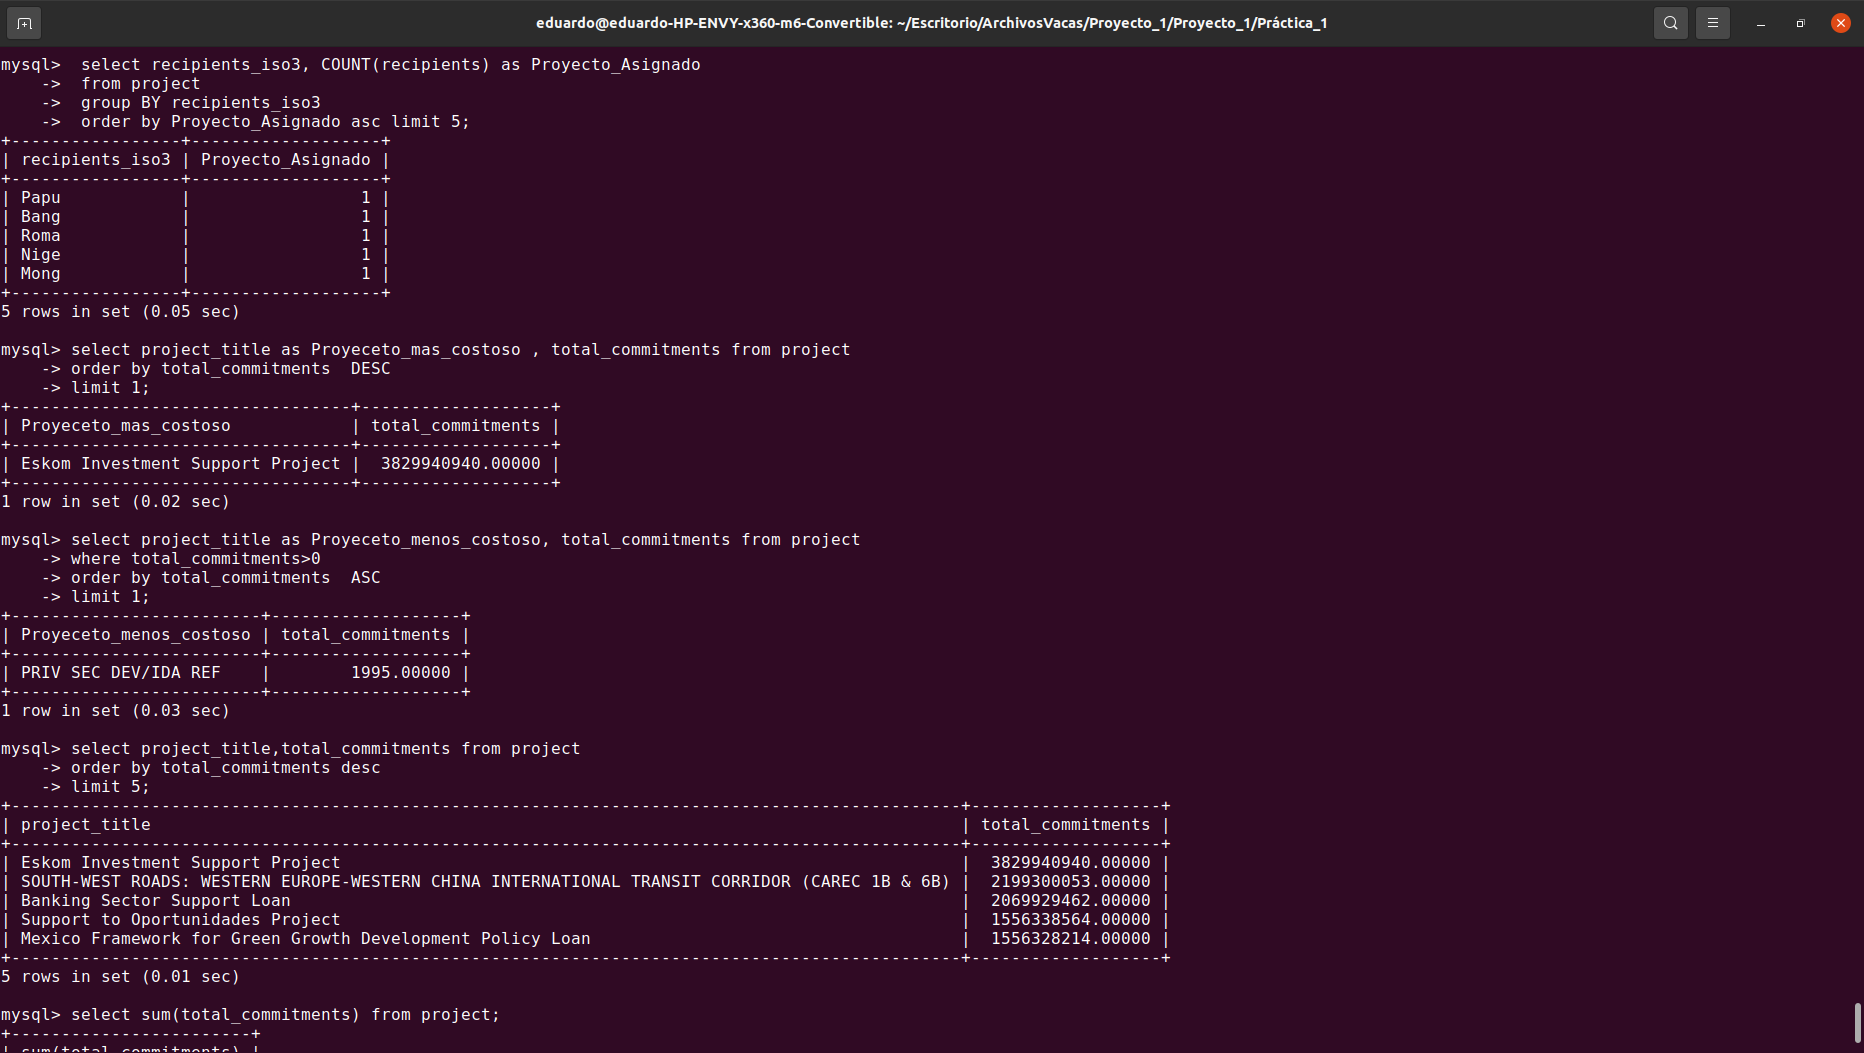 eduardo@eduardo-HP-ENVY-x360-m6-Convertible: ~/Escritorio/ArchivosVacas/Proyecto_1/Proyecto_1/Práctica_1
mysql>  select recipients_iso3, COUNT(recipients) as Proyecto_Asignado
    ->  from project
    ->  group BY recipients_iso3
    ->  order by Proyecto_Asignado asc limit 5;
+-----------------+-------------------+
| recipients_iso3 | Proyecto_Asignado |
+-----------------+-------------------+
| Papu            |                 1 |
| Bang            |                 1 |
| Roma            |                 1 |
| Nige            |                 1 |
| Mong            |                 1 |
+-----------------+-------------------+
5 rows in set (0.05 sec)

mysql> select project_title as Proyeceto_mas_costoso , total_commitments from project
    -> order by total_commitments  DESC
    -> limit 1;
+----------------------------------+-------------------+
| Proyeceto_mas_costoso            | total_commitments |
+----------------------------------+-------------------+
| Eskom Investment Support Project |  3829940940.00000 |
+----------------------------------+-------------------+
1 row in set (0.02 sec)

mysql> select project_title as Proyeceto_menos_costoso, total_commitments from project
    -> where total_commitments>0
    -> order by total_commitments  ASC
    -> limit 1;
+-------------------------+-------------------+
| Proyeceto_menos_costoso | total_commitments |
+-------------------------+-------------------+
| PRIV SEC DEV/IDA REF    |        1995.00000 |
+-------------------------+-------------------+
1 row in set (0.03 sec)

mysql> select project_title,total_commitments from project
    -> order by total_commitments desc
    -> limit 5;
+-----------------------------------------------------------------------------------------------+-------------------+
| project_title                                                                                 | total_commitments |
+-----------------------------------------------------------------------------------------------+-------------------+
| Eskom Investment Support Project                                                              |  3829940940.00000 |
| SOUTH-WEST ROADS: WESTERN EUROPE-WESTERN CHINA INTERNATIONAL TRANSIT CORRIDOR (CAREC 1B & 6B) |  2199300053.00000 |
| Banking Sector Support Loan                                                                   |  2069929462.00000 |
| Support to Oportunidades Project                                                              |  1556338564.00000 |
| Mexico Framework for Green Growth Development Policy Loan                                     |  1556328214.00000 |
+-----------------------------------------------------------------------------------------------+-------------------+
5 rows in set (0.01 sec)

mysql> select sum(total_commitments) from project;
+------------------------+
| sum(total_commitments) |